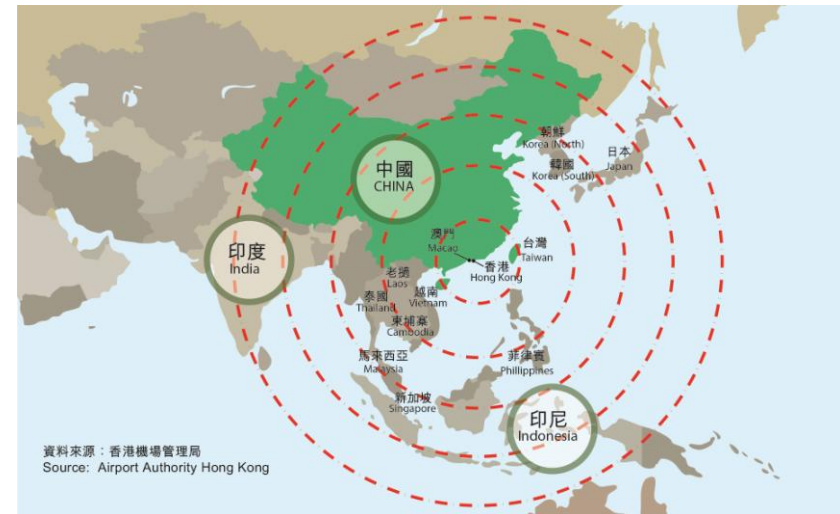 朝鮮
Korea (North)
日本
Japan
韓國
Korea (South)
中國
CHINA
澳門
Macao
台灣
Taiwan
印度
India
香港
Hong Kong
老撾
Laos
越南
Vietnam
泰國
Thailand
柬埔寨
Cambodia
馬來西亞
Malaysia
菲律賓
Phillippines
新加坡
Singapore
印尼
Indonesia
資料來源：香港機場管理局
Source: Airport Authority Hong Kong